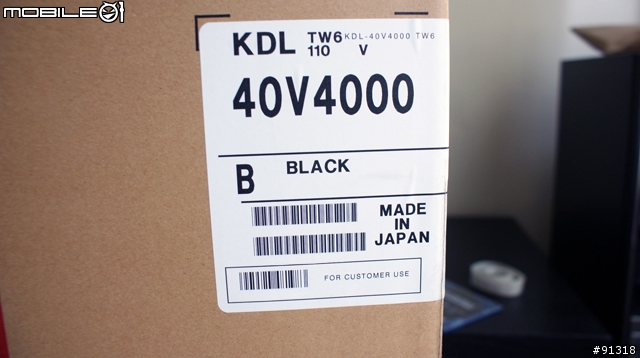 MOBILE01
KDL TW6 KDL-40V4000 TW6
110 V
40V4000
B BLACK
MADE
IN
JAPAN
FOR CUSTOMER USE
#91318